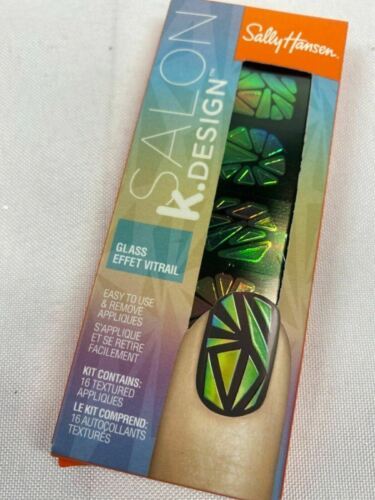 Sally Hansen®
SALON
K.DESIGN™
GLASS
EFFET VITRAIL
EASY TO USE
& REMOVE
APPLIQUES
S'APPLIQUE
ET SE RETIRE
FACILEMENT
KIT CONTAINS:
16 TEXTURED
APPLIQUES
LE KIT COMPREND:
16 AUTOCOLLANTS
TEXTURÉS